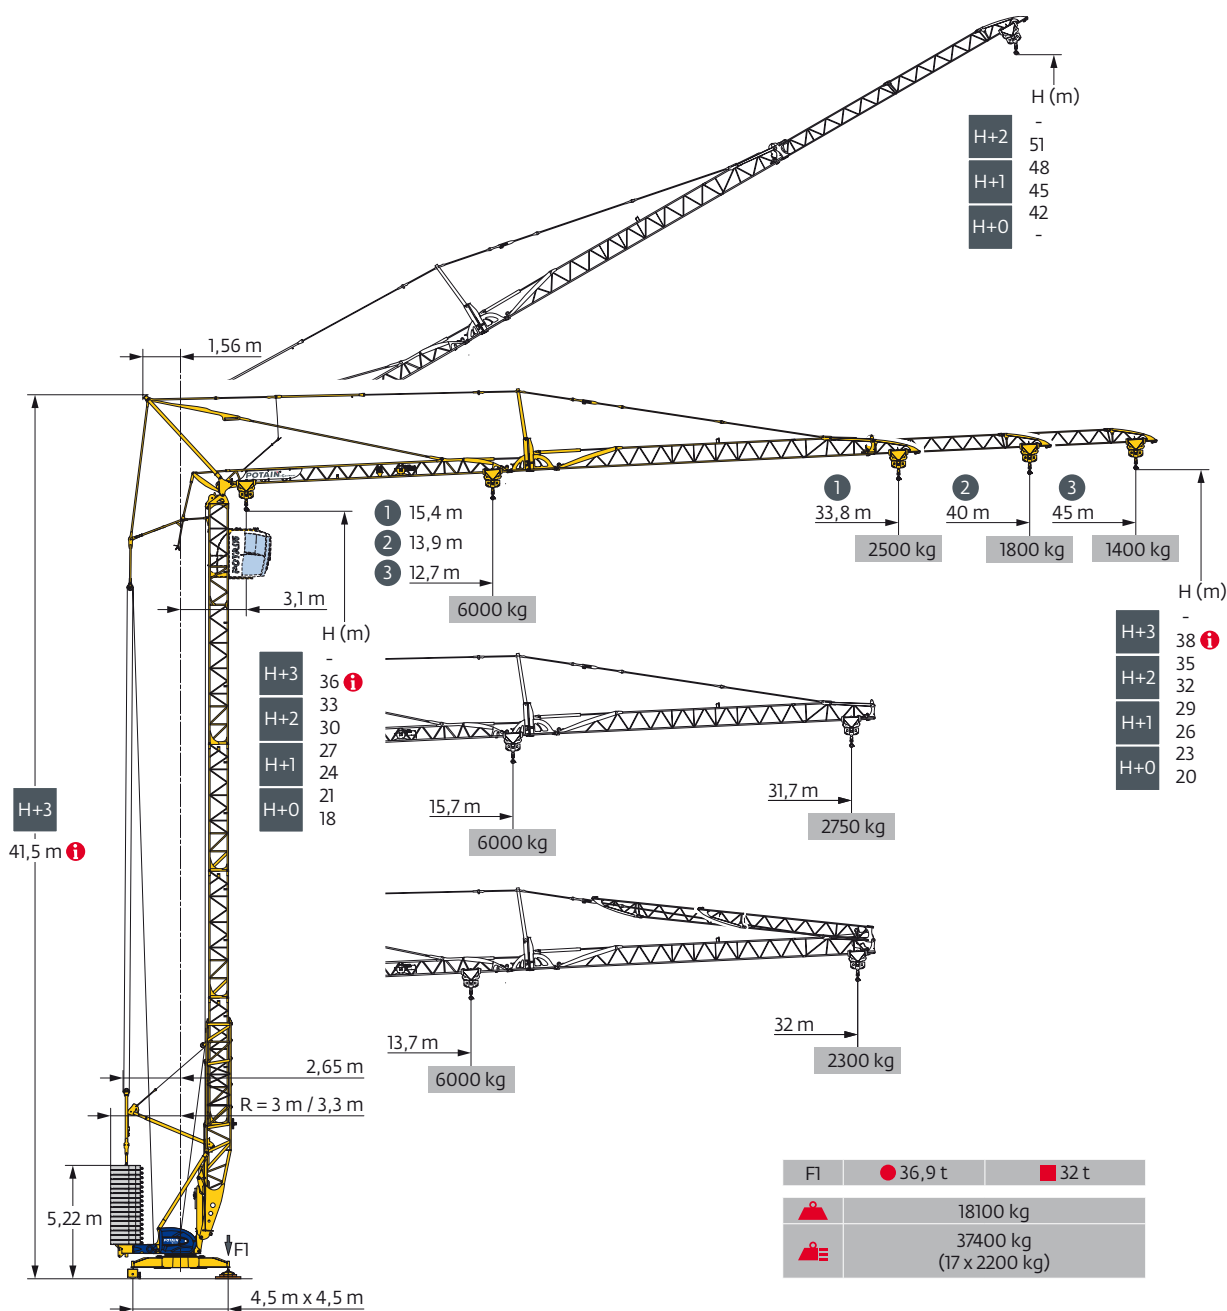 H (m)
H+2
H+1
H+0
-
51
48
45
42
-
1,56 m
POTAIN
POTAIN
1 15,4 m
2 13,9 m
3 12,7 m
6000 kg
1
33,8 m
2500 kg
2
40 m
1800 kg
3
45 m
1400 kg
3,1 m
H (m)
H+3
H+2
H+1
H+0
-
36 i
33
30
27
24
21
18
H (m)
H+3
H+2
H+1
H+0
-
38 i
35
32
29
26
23
20
15,7 m
6000 kg
31,7 m
2750 kg
H+3
41,5 m i
13,7 m
6000 kg
32 m
2300 kg
2,65 m
R = 3 m / 3,3 m
5,22 m
POTAIN
F1
4,5 m x 4,5 m
F1 36,9 t 32 t
18100 kg
37400 kg
(17 x 2200 kg)